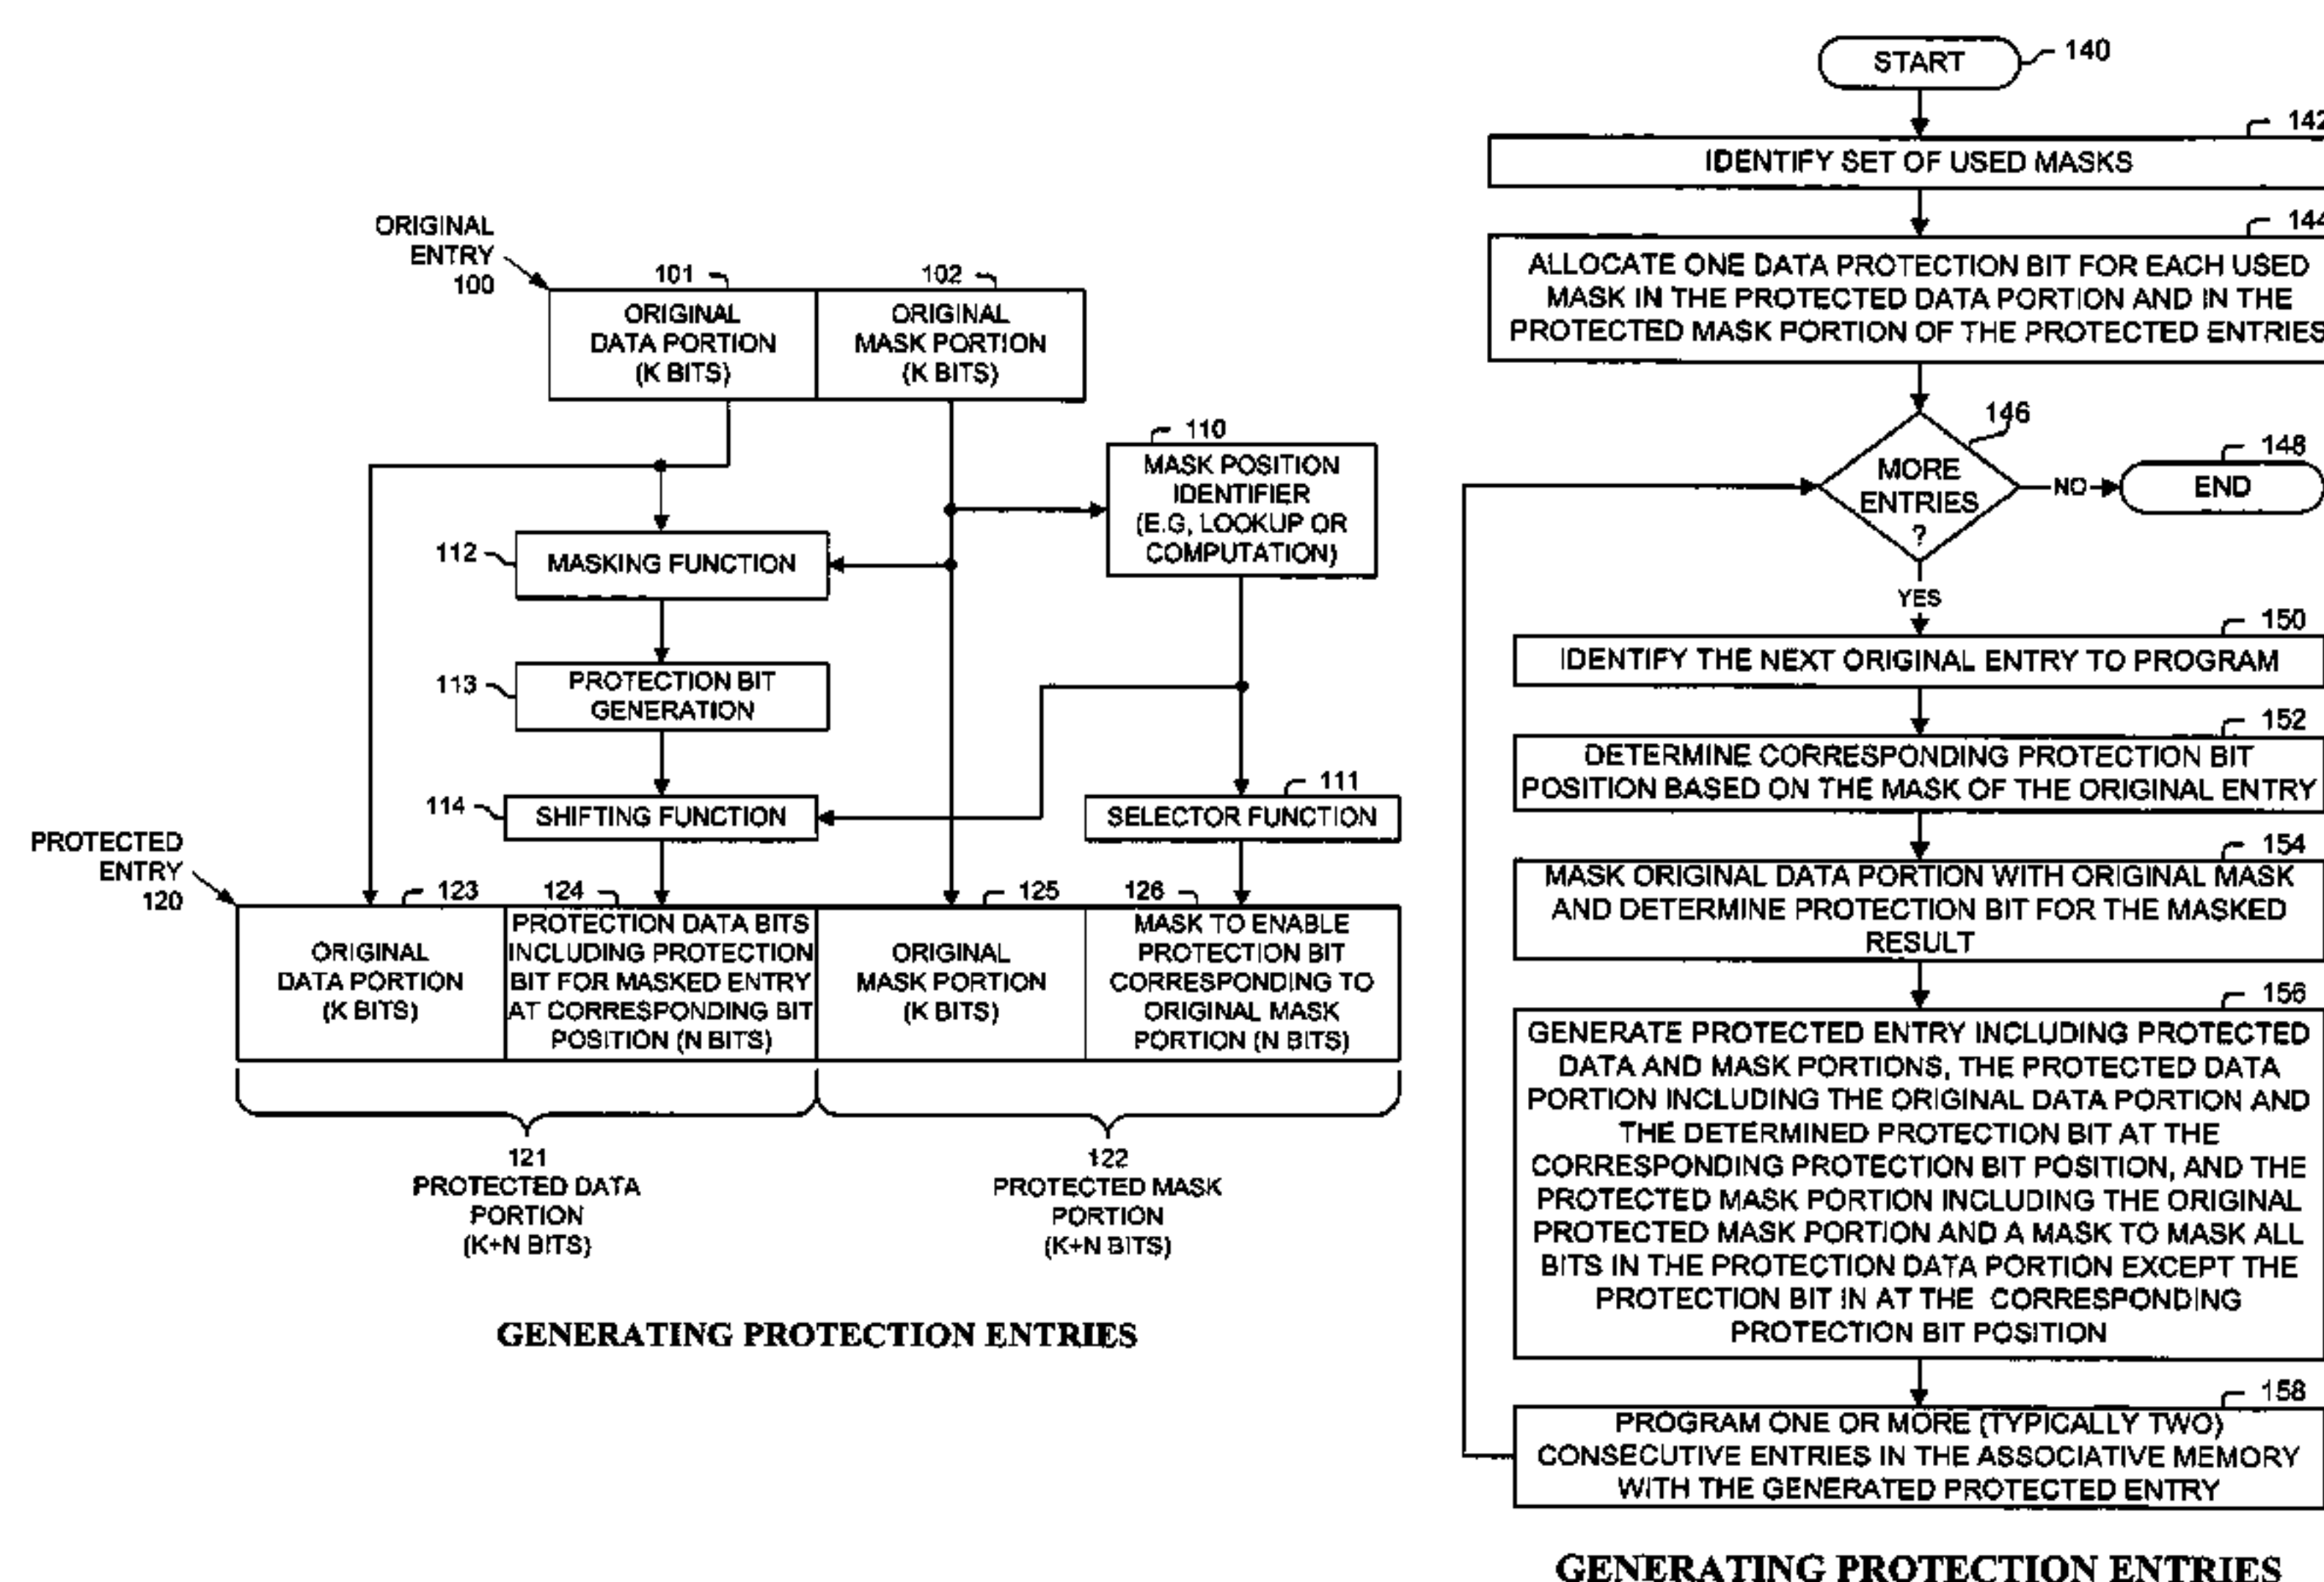 ORIGINAL
ENTRY
100
101
102
ORIGINAL
DATA PORTION
(K BITS)
ORIGINAL
MASK PORTION
(K BITS)
110
MASK POSITION
IDENTIFIER
(E.G, LOOKUP OR
COMPUTATION)
112
MASKING FUNCTION
113
PROTECTION BIT
GENERATION
114
SHIFTING FUNCTION
111
SELECTOR FUNCTION
PROTECTED
ENTRY
120
123
124
125
126
ORIGINAL
DATA PORTION
(K BITS)
PROTECTION DATA BITS
INCLUDING PROTECTION
BIT FOR MASKED ENTRY
AT CORRESPONDING BIT
POSITION (N BITS)
ORIGINAL
MASK PORTION
(K BITS)
MASK TO ENABLE
PROTECTION BIT
CORRESPONDING TO
ORIGINAL MASK
PORTION (N BITS)
121
PROTECTED DATA
PORTION
(K+N BITS)
122
PROTECTED MASK
PORTION
(K+N BITS)
GENERATING PROTECTION ENTRIES
START
140
142
IDENTIFY SET OF USED MASKS
144
ALLOCATE ONE DATA PROTECTION BIT FOR EACH USED
MASK IN THE PROTECTED DATA PORTION AND IN THE
PROTECTED MASK PORTION OF THE PROTECTED ENTRIES
146
MORE
ENTRIES
?
NO
148
END
YES
150
IDENTIFY THE NEXT ORIGINAL ENTRY TO PROGRAM
152
DETERMINE CORRESPONDING PROTECTION BIT
POSITION BASED ON THE MASK OF THE ORIGINAL ENTRY
154
MASK ORIGINAL DATA PORTION WITH ORIGINAL MASK
AND DETERMINE PROTECTION BIT FOR THE MASKED
RESULT
156
GENERATE PROTECTED ENTRY INCLUDING PROTECTED
DATA AND MASK PORTIONS, THE PROTECTED DATA
PORTION INCLUDING THE ORIGINAL DATA PORTION AND
THE DETERMINED PROTECTION BIT AT THE
CORRESPONDING PROTECTION BIT POSITION, AND THE
PROTECTED MASK PORTION INCLUDING THE ORIGINAL
PROTECTED MASK PORTION AND A MASK TO MASK ALL
BITS IN THE PROTECTION DATA PORTION EXCEPT THE
PROTECTION BIT IN AT THE CORRESPONDING
PROTECTION BIT POSITION
158
PROGRAM ONE OR MORE (TYPICALLY TWO)
CONSECUTIVE ENTRIES IN THE ASSOCIATIVE MEMORY
WITH THE GENERATED PROTECTED ENTRY
GENERATING PROTECTION ENTRIES